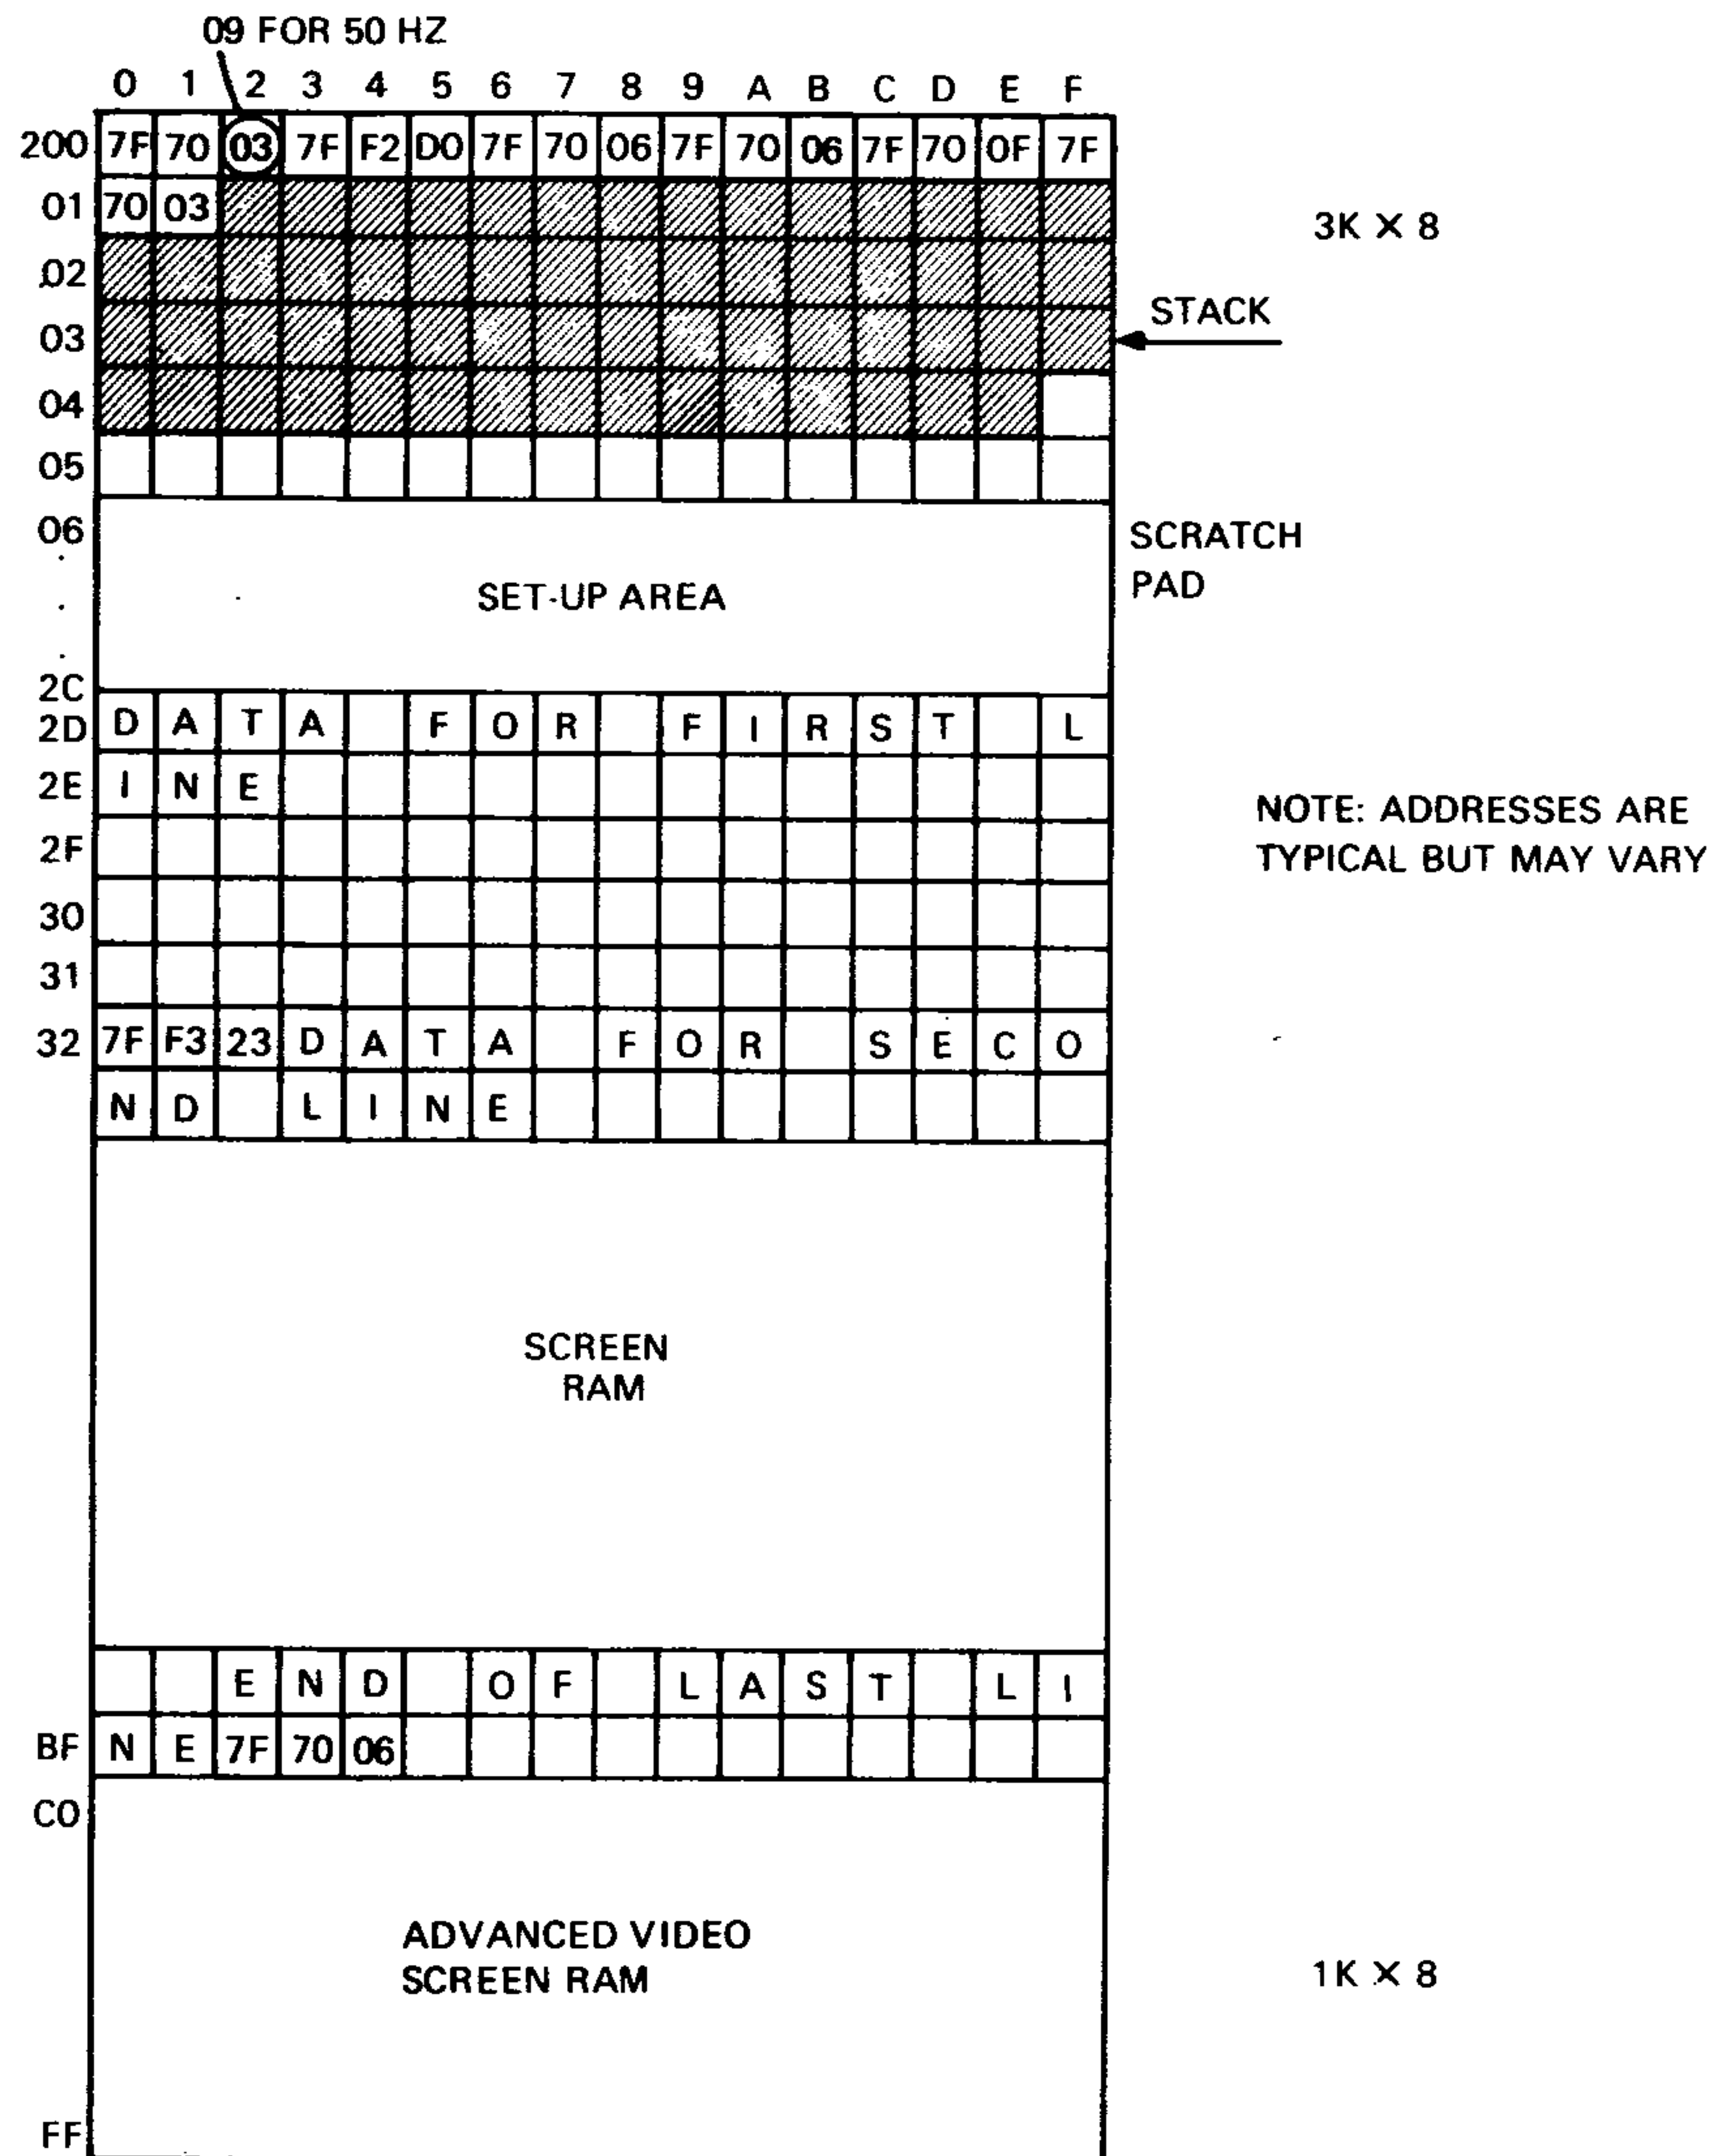 09 FOR 50 HZ
0 1 2 3 4 5 6 7 8 9 A B C D E F
200 7F 70 03 7F F2 D0 7F 70 06 7F 70 06 7F 70 0F 7F
01 70 03
3K × 8
02
STACK
03
04
05
06
SCRATCH
PAD
SET-UP AREA
2C
2D D A T A F O R F I R S T L
2E I N E
NOTE: ADDRESSES ARE
TYPICAL BUT MAY VARY
2F
30
31
32 7F F3 23 D A T A F O R S E C O
N D L I N E
SCREEN
RAM
E N D O F L A S T L I
BF N E 7F 70 06
C0
ADVANCED VIDEO
SCREEN RAM
1K × 8
FF